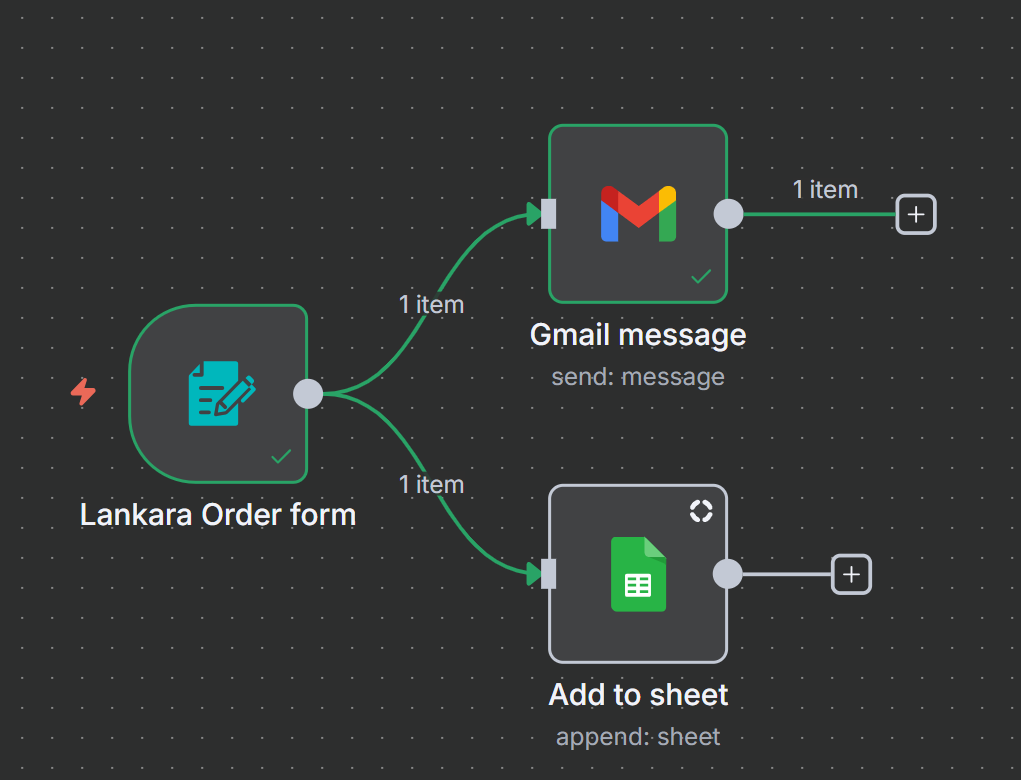 1 item
Gmail message
send: message
1 item
Lankara Order form
1 item
Add to sheet
append: sheet